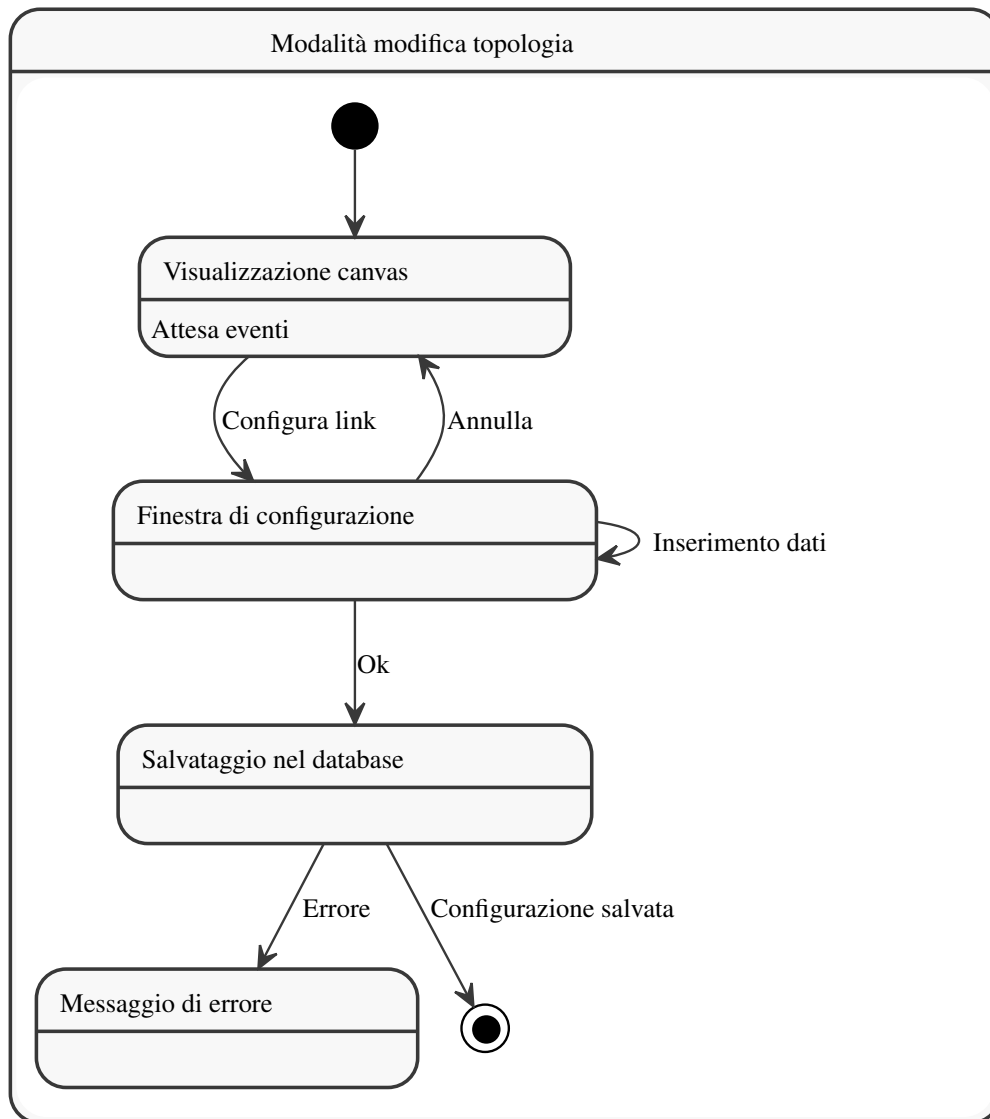 Modalità modifica topologia
Visualizzazione canvas
Attesa eventi
Configura link
Annulla
Finestra di configurazione
Inserimento dati
Ok
Salvataggio nel database
Errore
Configurazione salvata
Messaggio di errore